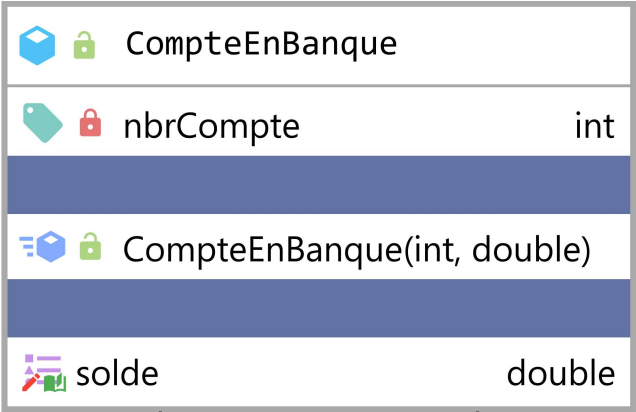 CompteEnBanque
nbrCompte int
CompteEnBanque(int, double)
solde double